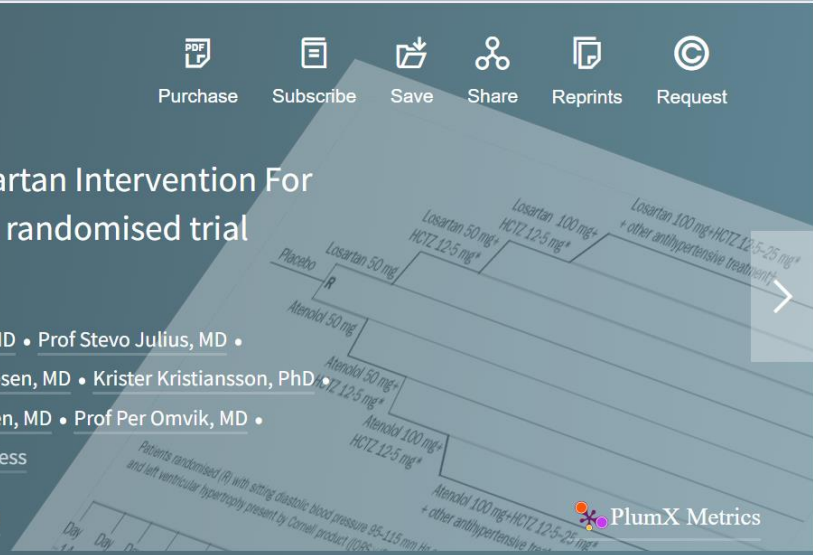 PDF
Purchase
Subscribe
Save
Share
Reprints
Request
artan Intervention For
randomised trial
MD • Prof Stevo Julius, MD •
sen, MD • Krister Kristiansson, PhD •
en, MD • Prof Per Omvik, MD •
ess
Placebo
R
Losartan 50 mg
Losartan 50 mg+
HCTZ 12·5 mg*
Losartan 100 mg+
HCTZ 12·5 mg*
Losartan 100 mg+HCTZ 12·5–25 mg*
+ other antihypertensive treatment†
Atenolol 50 mg
Atenolol 50 mg+
HCTZ 12·5 mg*
Atenolol 100 mg+
HCTZ 12·5 mg*
Atenolol 100 mg+HCTZ 12·5–25 mg*
+ other antihypertensive
Patients randomised (R) with sitting diastolic blood pressure 95–115 mm
and left ventricular hypertrophy present by Cornell product
Day
Day
Day
PlumX Metrics